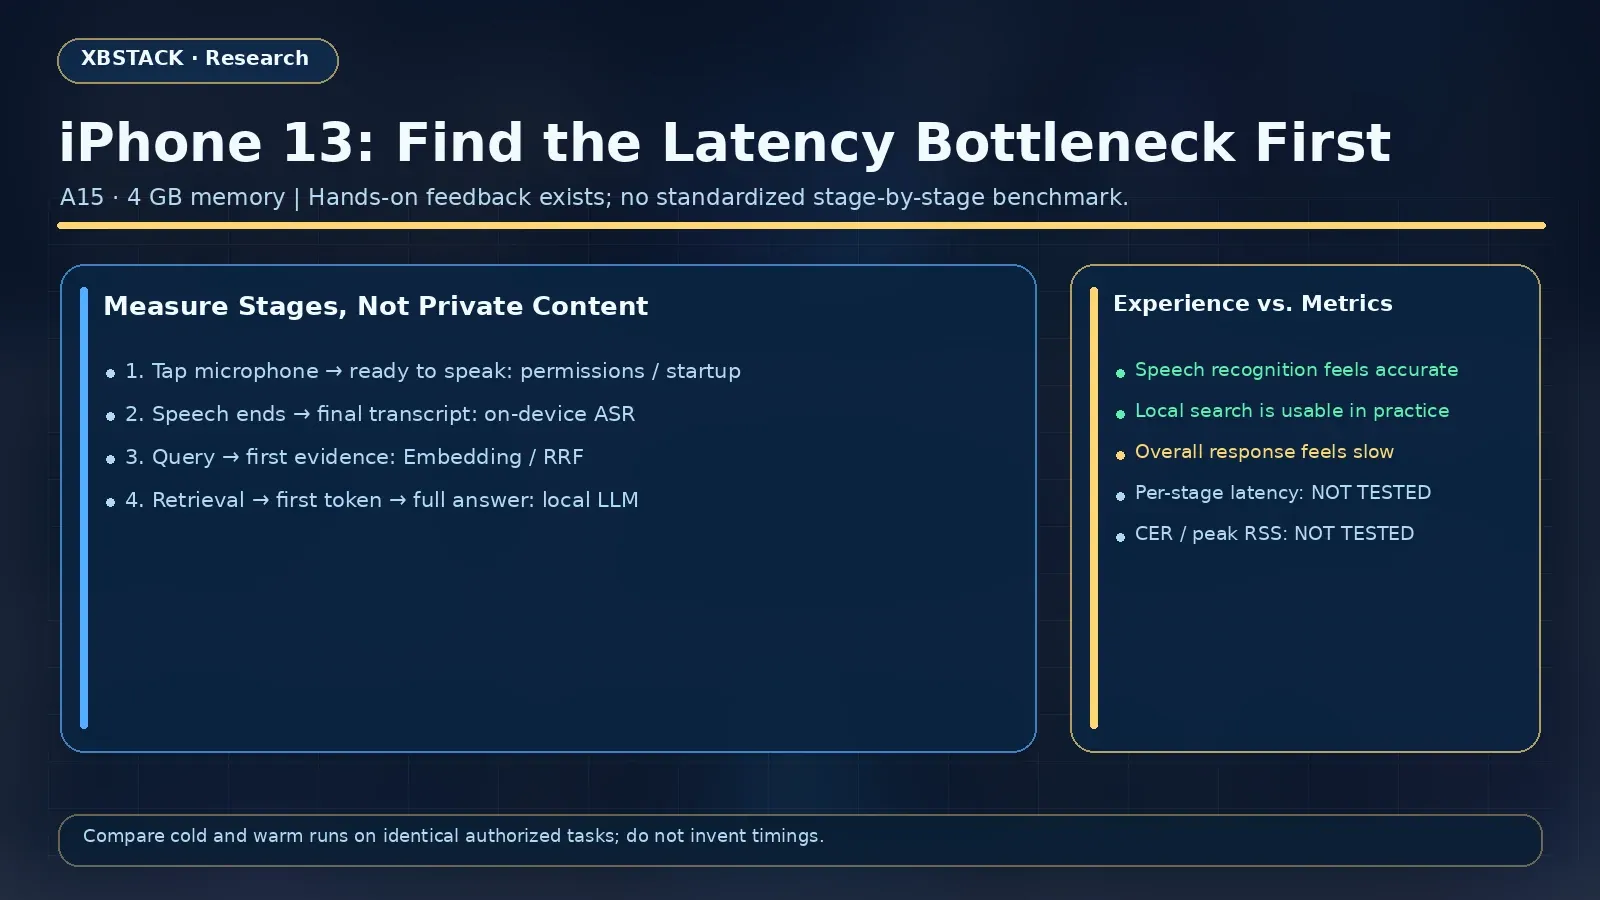 XBSTACK · Research
iPhone 13: Find the Latency Bottleneck First
A15 · 4 GB memory | Hands-on feedback exists; no standardized stage-by-stage benchmark.
Measure Stages, Not Private Content
• 1. Tap microphone → ready to speak: permissions / startup
• 2. Speech ends → final transcript: on-device ASR
• 3. Query → first evidence: Embedding / RRF
• 4. Retrieval → first token → full answer: local LLM
Experience vs. Metrics
• Speech recognition feels accurate
• Local search is usable in practice
• Overall response feels slow
• Per-stage latency: NOT TESTED
• CER / peak RSS: NOT TESTED
Compare cold and warm runs on identical authorized tasks; do not invent timings.